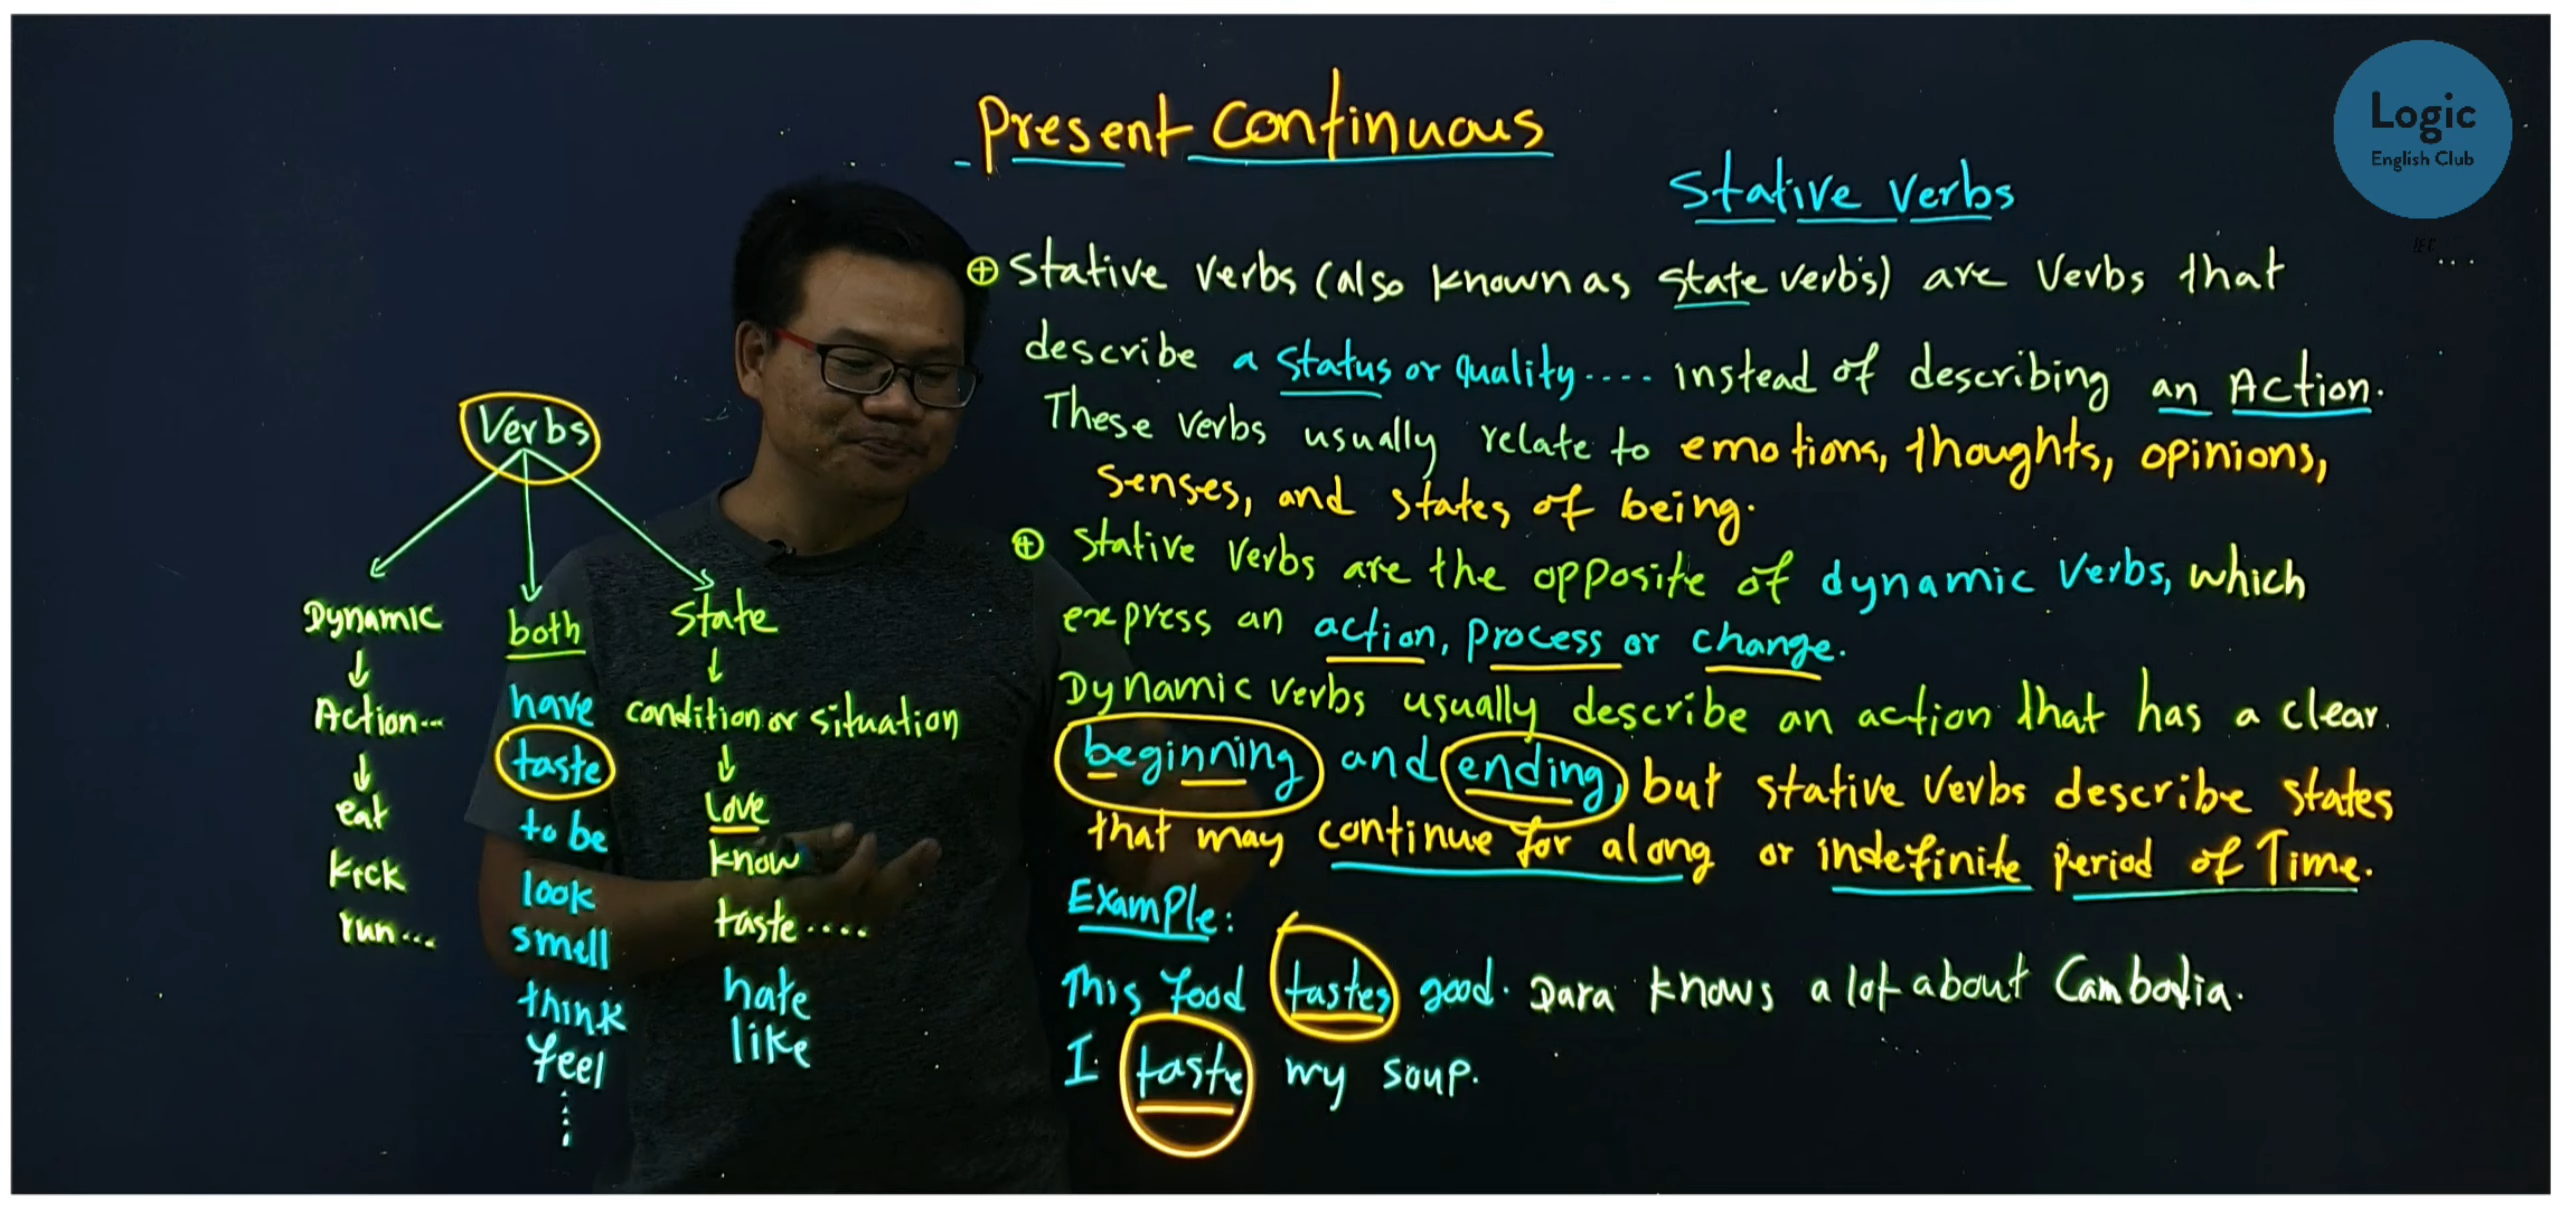 Present Continuous
Logic
English Club
Stative Verbs
⊕ Stative Verbs (also known as state verbs) are Verbs that
describe a status or quality.... instead of describing an Action.
These verbs usually relate to emotions, thoughts, opinions,
senses, and states of being.
⊕ Stative Verbs are the opposite of dynamic verbs, which
express an action, process or change.
Dynamic verbs usually describe an action that has a clear.
beginning and ending, but stative verbs describe states
that may continue for along or indefinite period of Time.
Example:
This food tastes good. Dara knows a lot about Cambodia.
I taste my soup.
Verbs
Dynamic
Action...
eat
kick
run...
both
have
taste
to be
look
smell
think
feel
State
condition or situation
Love
know
taste....
hate
like